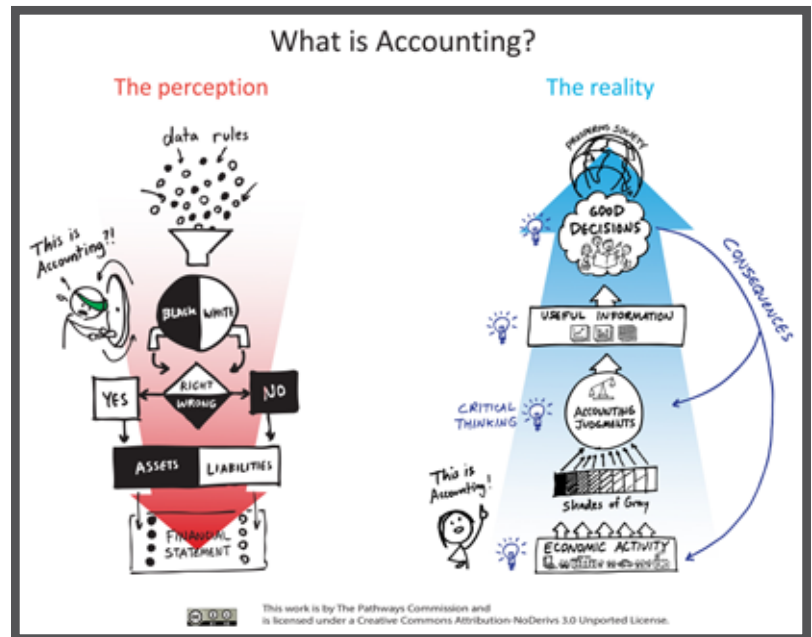 What is Accounting?
The perception
data rules
This is
Accounting?!
BLACK WHITE
RIGHT
WRONG
YES
NO
ASSETS LIABILITIES
FINANCIAL
STATEMENT
The reality
PROSPEROUS SOCIETY
GOOD
DECISIONS
CONSEQUENCES
USEFUL INFORMATION
CRITICAL
THINKING
ACCOUNTING
JUDGMENTS
This is
Accounting!
Shades of Gray
ECONOMIC ACTIVITY
This work is by The Pathways Commission and
is licensed under a Creative Commons Attribution-NoDerivs 3.0 Unported License.